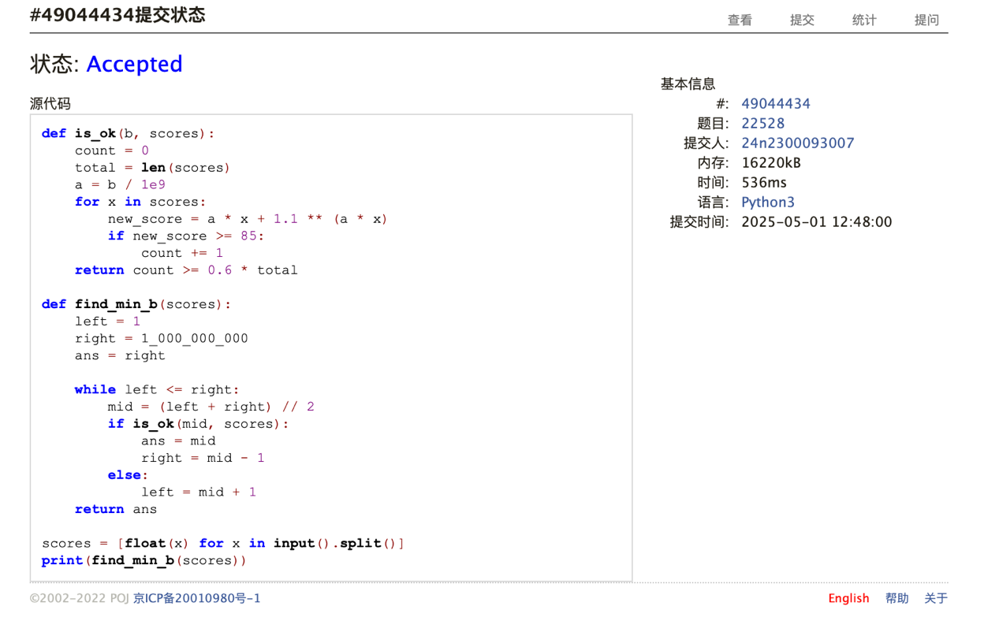 #49044434提交状态
查看 提交 统计 提问
状态: Accepted
源代码
def is_ok(b, scores):
    count = 0
    total = len(scores)
    a = b / 1e9
    for x in scores:
        new_score = a * x + 1.1 ** (a * x)
        if new_score >= 85:
            count += 1
    return count >= 0.6 * total

def find_min_b(scores):
    left = 1
    right = 1_000_000_000
    ans = right

    while left <= right:
        mid = (left + right) // 2
        if is_ok(mid, scores):
            ans = mid
            right = mid - 1
        else:
            left = mid + 1
    return ans

scores = [float(x) for x in input().split()]
print(find_min_b(scores))
基本信息
#: 49044434
题目: 22528
提交人: 24n2300093007
内存: 16220kB
时间: 536ms
语言: Python3
提交时间: 2025-05-01 12:48:00
©2002-2022 POJ 京ICP备20010980号-1
English 帮助 关于